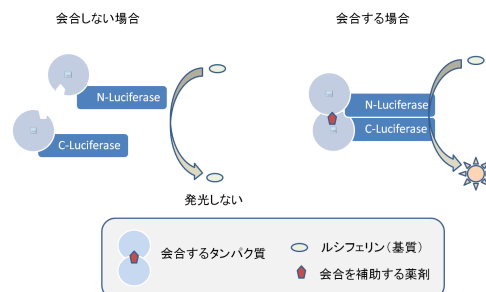 会合しない場合
会合する場合
N-Luciferase
C-Luciferase
発光しない
N-Luciferase
C-Luciferase
会合するタンパク質
ルシフェリン（基質）
会合を補助する薬剤